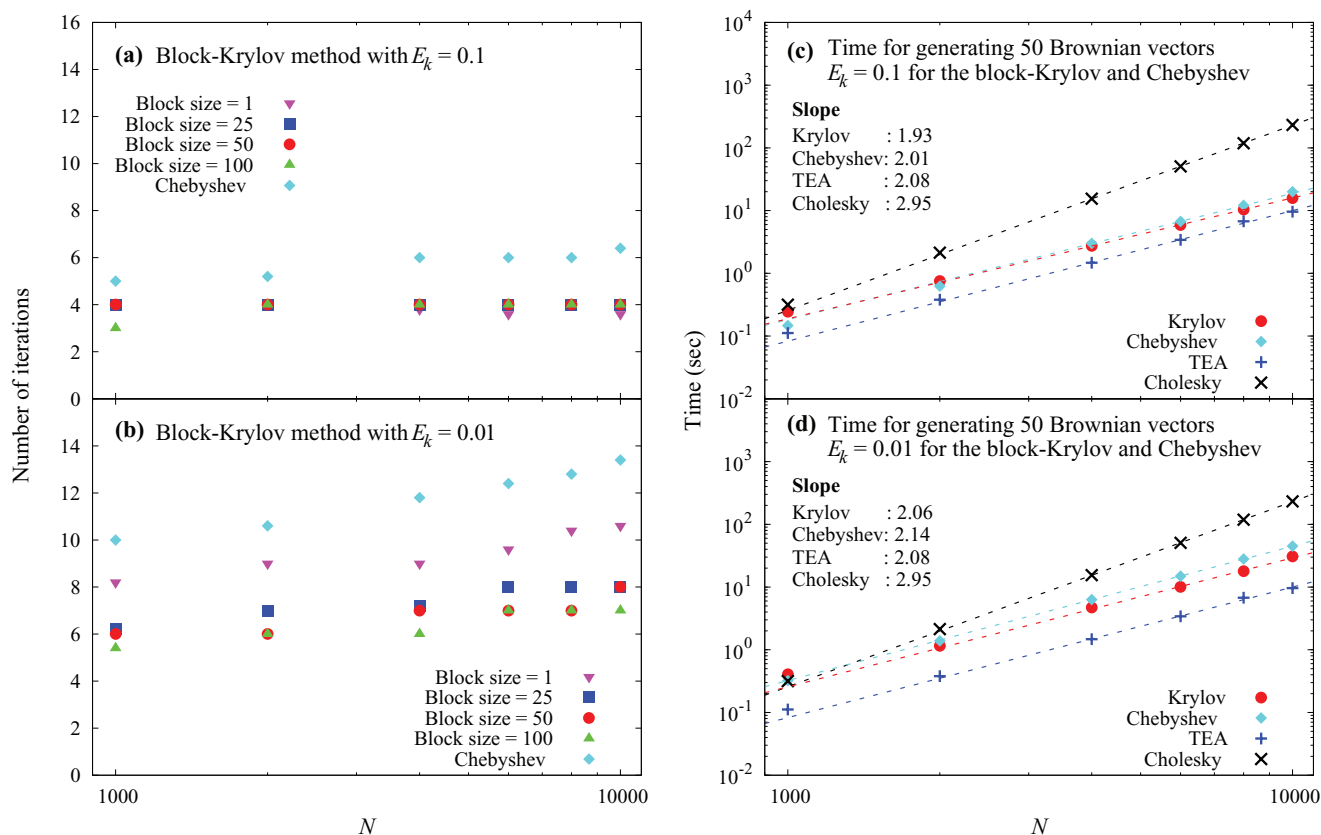 (a) Block-Krylov method with E_k = 0.1
Block size = 1
Block size = 25
Block size = 50
Block size = 100
Chebyshev
16
14
12
10
8
6
4
2
0
Number of iterations
(b) Block-Krylov method with E_k = 0.01
Block size = 1
Block size = 25
Block size = 50
Block size = 100
Chebyshev
14
12
10
8
6
4
2
0
1000
10000
N
(c) Time for generating 50 Brownian vectors
E_k = 0.1 for the block-Krylov and Chebyshev
Slope
Krylov : 1.93
Chebyshev: 2.01
TEA : 2.08
Cholesky : 2.95
Krylov
Chebyshev
TEA
Cholesky
10^4
10^3
10^2
10^1
10^0
10^-1
10^-2
Time (sec)
(d) Time for generating 50 Brownian vectors
E_k = 0.01 for the block-Krylov and Chebyshev
Slope
Krylov : 2.06
Chebyshev: 2.14
TEA : 2.08
Cholesky : 2.95
Krylov
Chebyshev
TEA
Cholesky
10^3
10^2
10^1
10^0
10^-1
10^-2
1000
10000
N